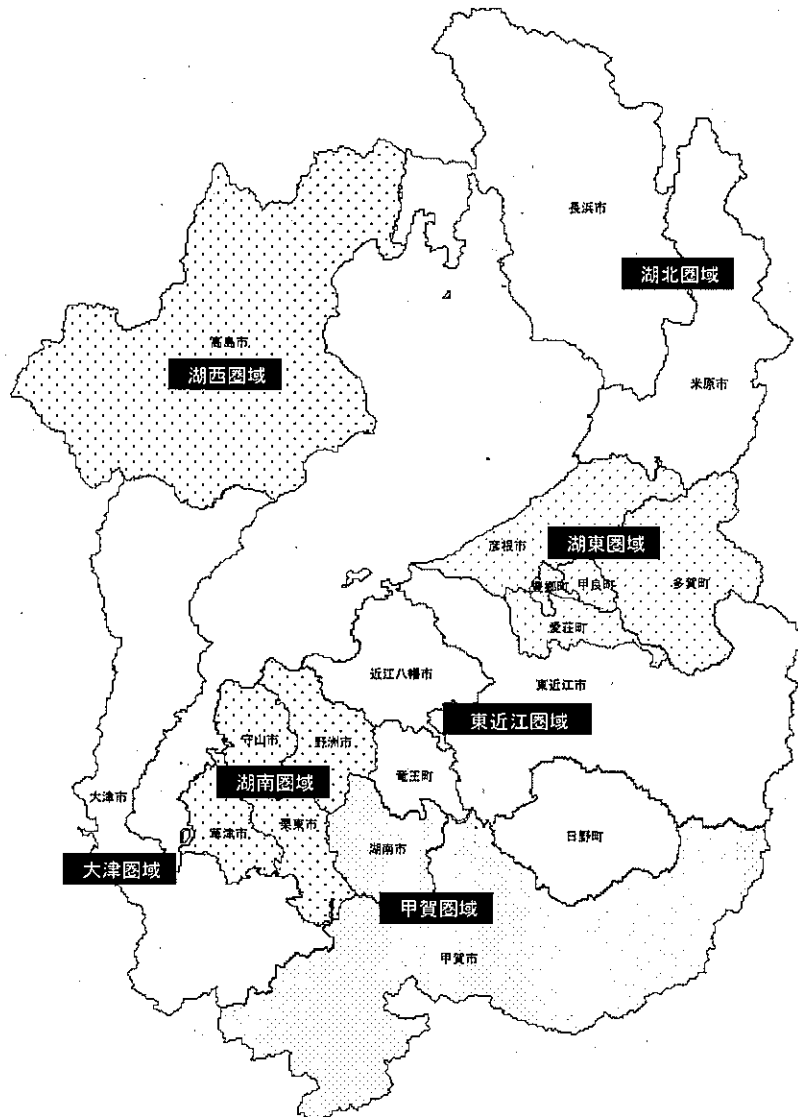 長浜市
湖北圏域
高島市
湖西圏域
米原市
彦根市
湖東圏域
豊郷町
甲良町
多賀町
愛荘町
近江八幡市
東近江市
東近江圏域
守山市
野洲市
湖南圏域
竜王町
大津市
草津市
栗東市
湖南市
日野町
大津圏域
甲賀圏域
甲賀市